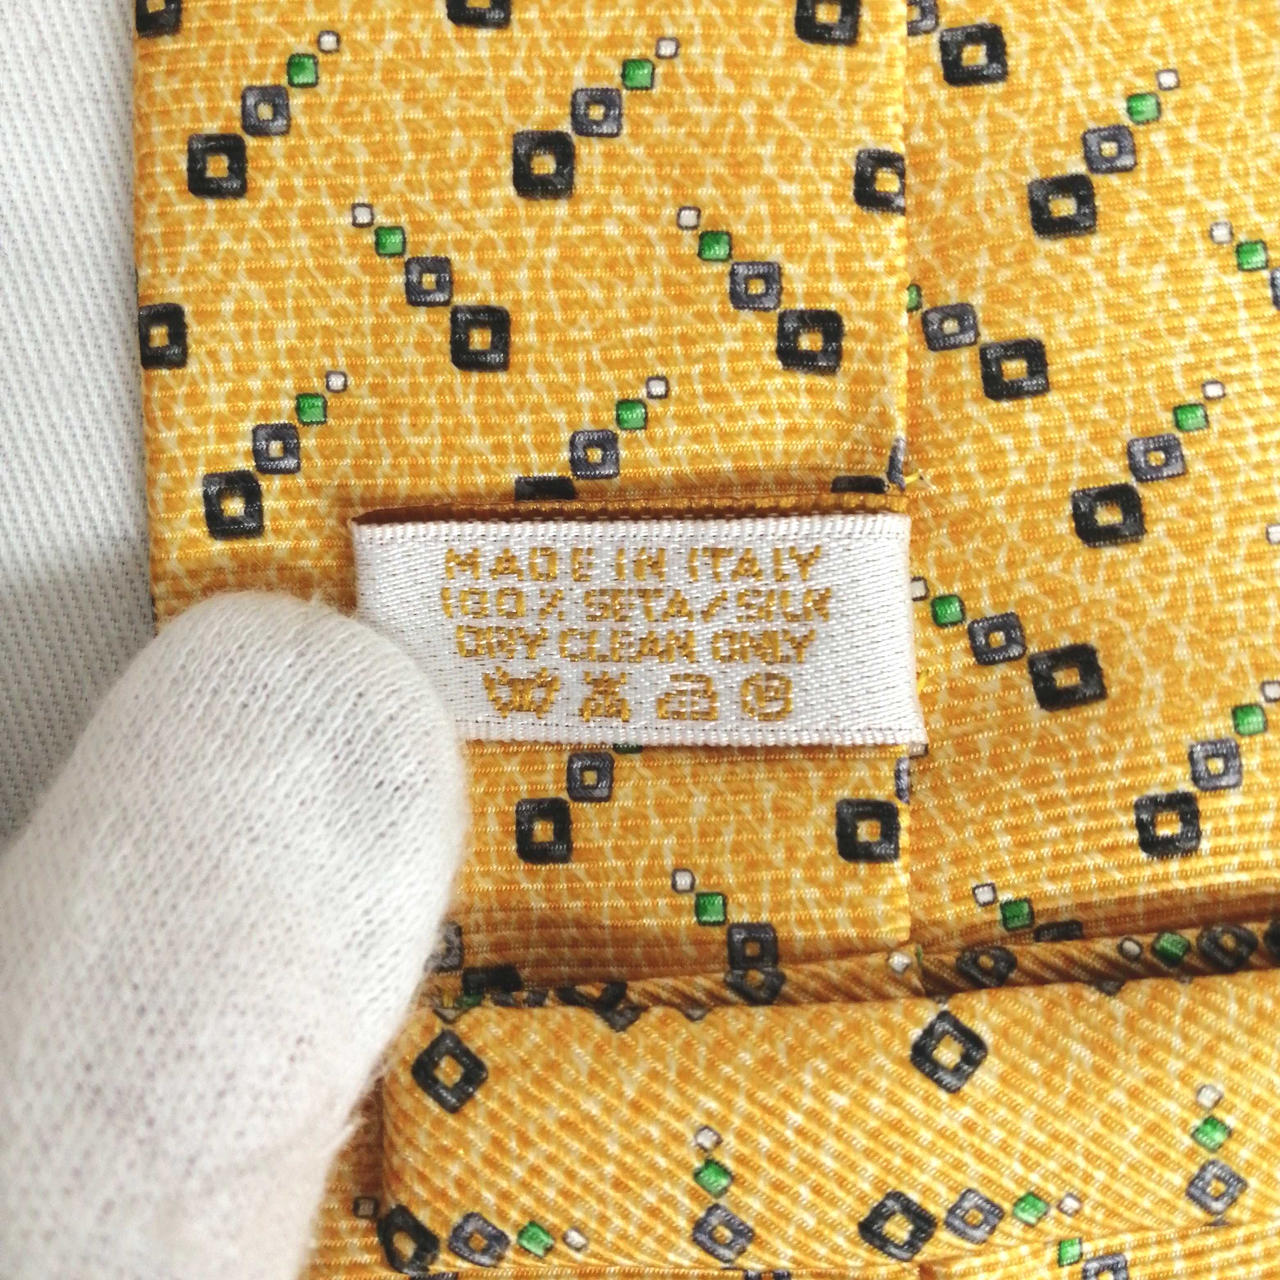 MADE IN ITALY
100% SETA/SILK
DRY CLEAN ONLY